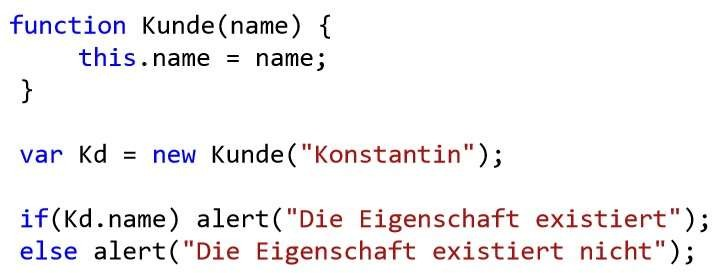 function Kunde(name) {
this.name = name;
}
var Kd = new Kunde("Konstantin");
if(Kd.name) alert("Die Eigenschaft existiert");
else alert("Die Eigenschaft existiert nicht");